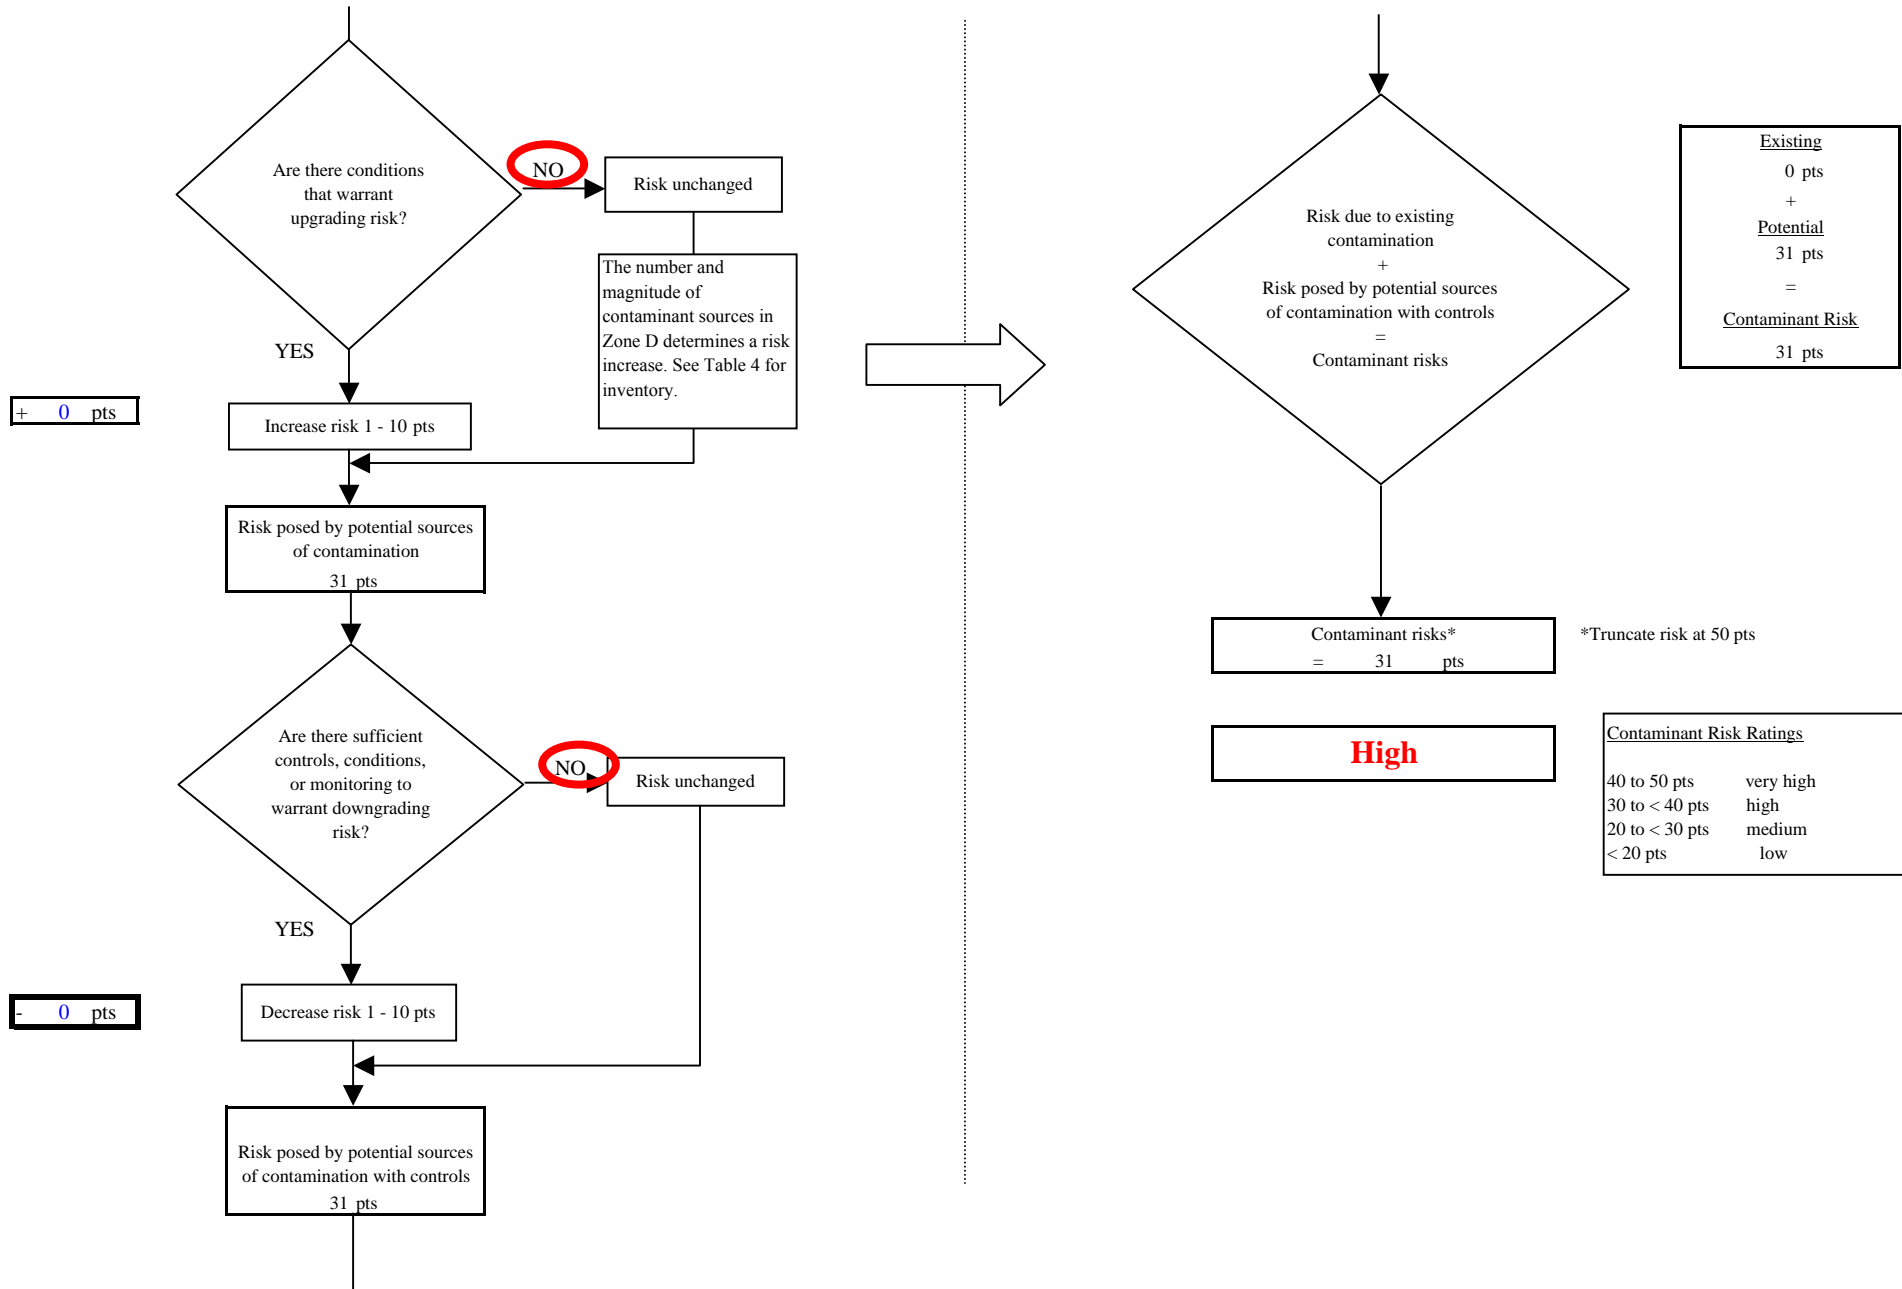 Are there conditions
that warrant
upgrading risk?
NO
Risk unchanged
The number and
magnitude of
contaminant sources in
Zone D determines a risk
increase. See Table 4 for
inventory.
YES
+ 0 pts
Increase risk 1 - 10 pts
Risk posed by potential sources
of contamination
31 pts
Are there sufficient
controls, conditions,
or monitoring to
warrant downgrading
risk?
NO
Risk unchanged
YES
- 0 pts
Decrease risk 1 - 10 pts
Risk posed by potential sources
of contamination with controls
31 pts
Risk due to existing
contamination
+
Risk posed by potential sources
of contamination with controls
=
Contaminant risks
Existing
0 pts
+
Potential
31 pts
=
Contaminant Risk
31 pts
Contaminant risks*
= 31 pts
*Truncate risk at 50 pts
High
Contaminant Risk Ratings
40 to 50 pts very high
30 to < 40 pts high
20 to < 30 pts medium
< 20 pts low